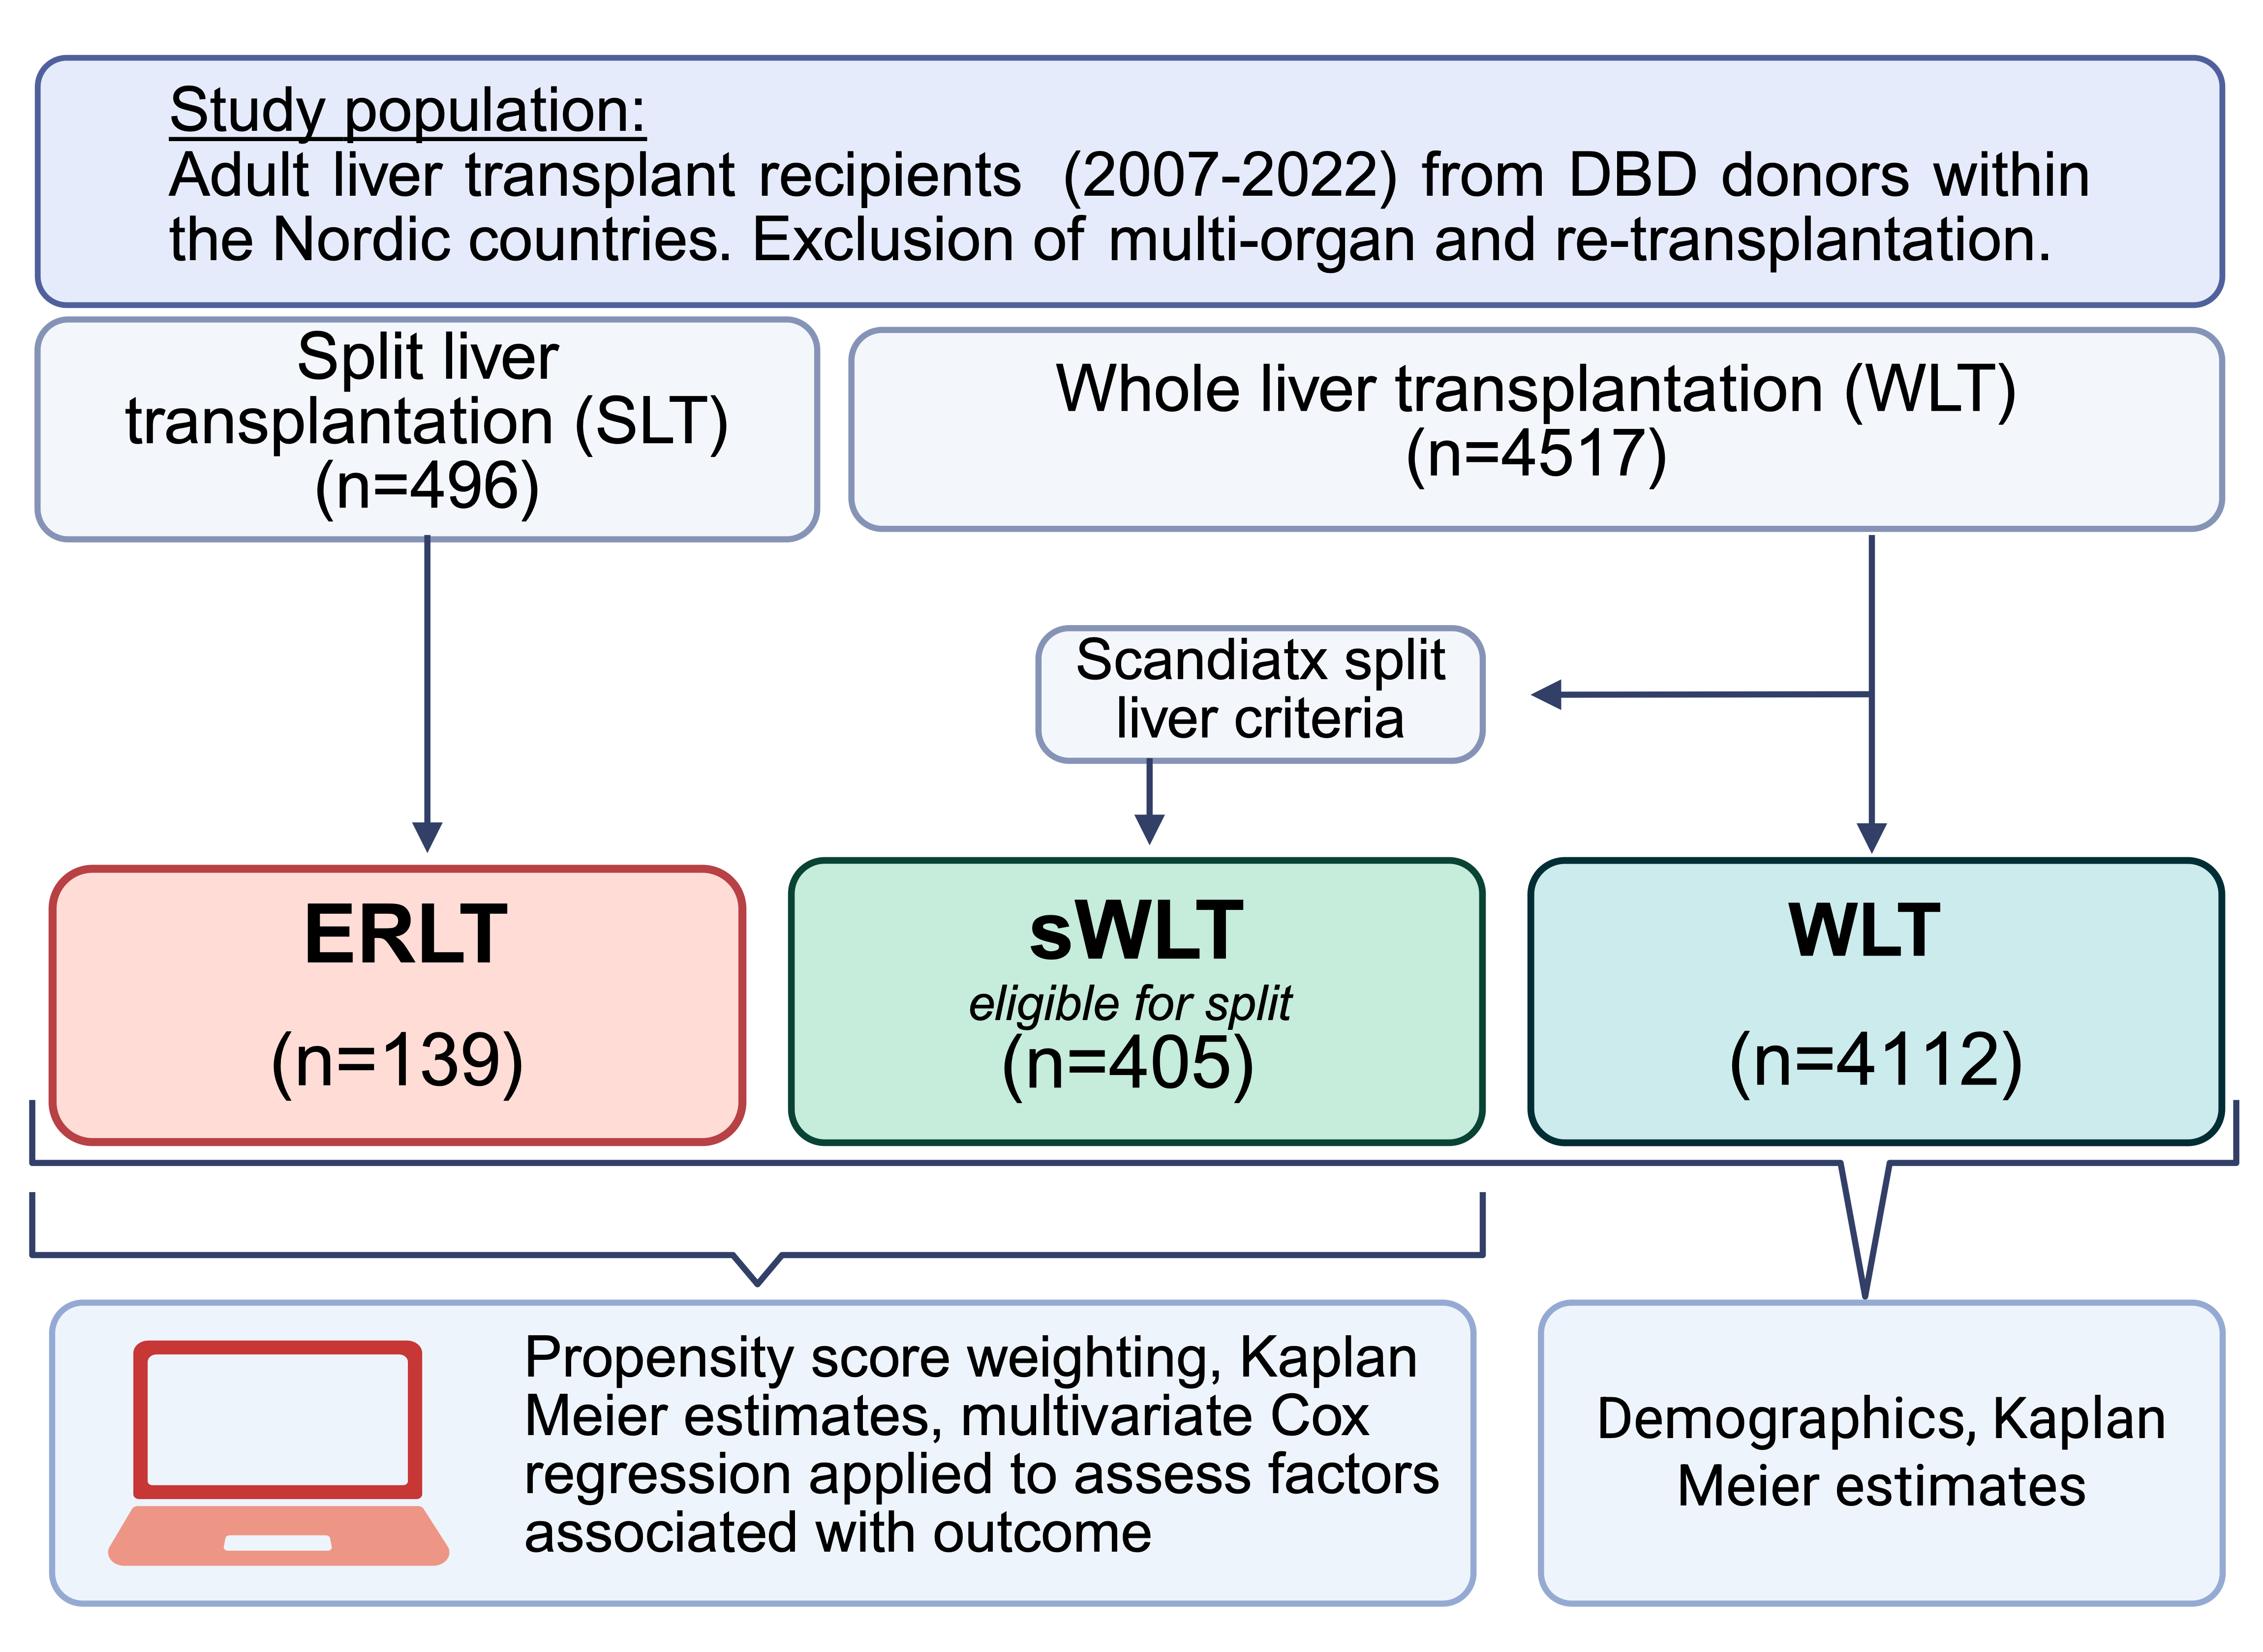 Study population:
Adult liver transplant recipients (2007-2022) from DBD donors within
the Nordic countries. Exclusion of multi-organ and re-transplantation.
Split liver
transplantation (SLT)
(n=496)
Whole liver transplantation (WLT)
(n=4517)
Scandiatx split
liver criteria
ERLT
(n=139)
sWLT
eligible for split
(n=405)
WLT
(n=4112)
Propensity score weighting, Kaplan
Meier estimates, multivariate Cox
regression applied to assess factors
associated with outcome
Demographics, Kaplan
Meier estimates